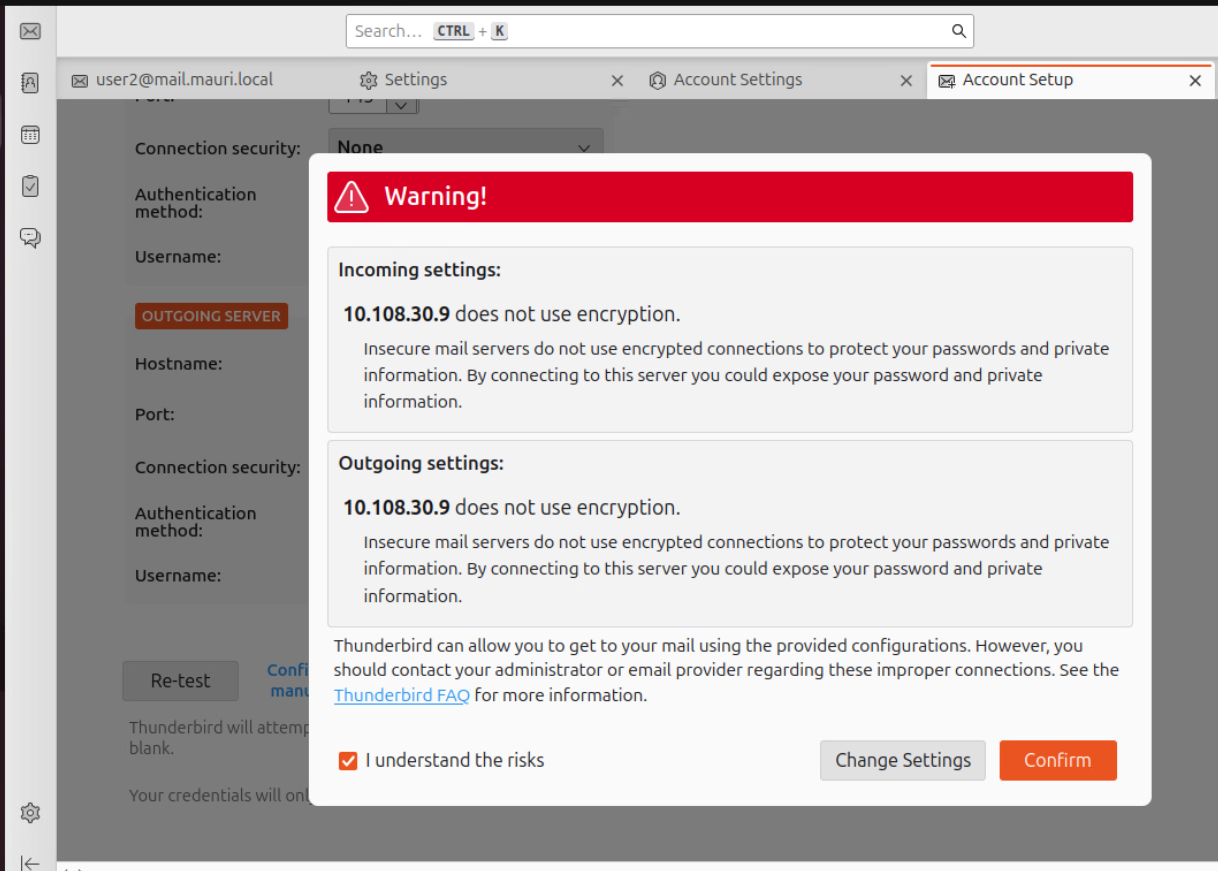 Search... CTRL + K
user2@mail.mauri.local Settings Account Settings Account Setup
Connection security: None
Authentication
method:
Username:
OUTGOING SERVER
Hostname:
Port:
Connection security:
Authentication
method:
Username:
Re-test
Thunderbird will attemp
blank.
Your credentials will onl
Warning!
Incoming settings:
10.108.30.9 does not use encryption.
Insecure mail servers do not use encrypted connections to protect your passwords and private
information. By connecting to this server you could expose your password and private
information.
Outgoing settings:
10.108.30.9 does not use encryption.
Insecure mail servers do not use encrypted connections to protect your passwords and private
information. By connecting to this server you could expose your password and private
information.
Thunderbird can allow you to get to your mail using the provided configurations. However, you
should contact your administrator or email provider regarding these improper connections. See the
Thunderbird FAQ for more information.
I understand the risks
Change Settings Confirm